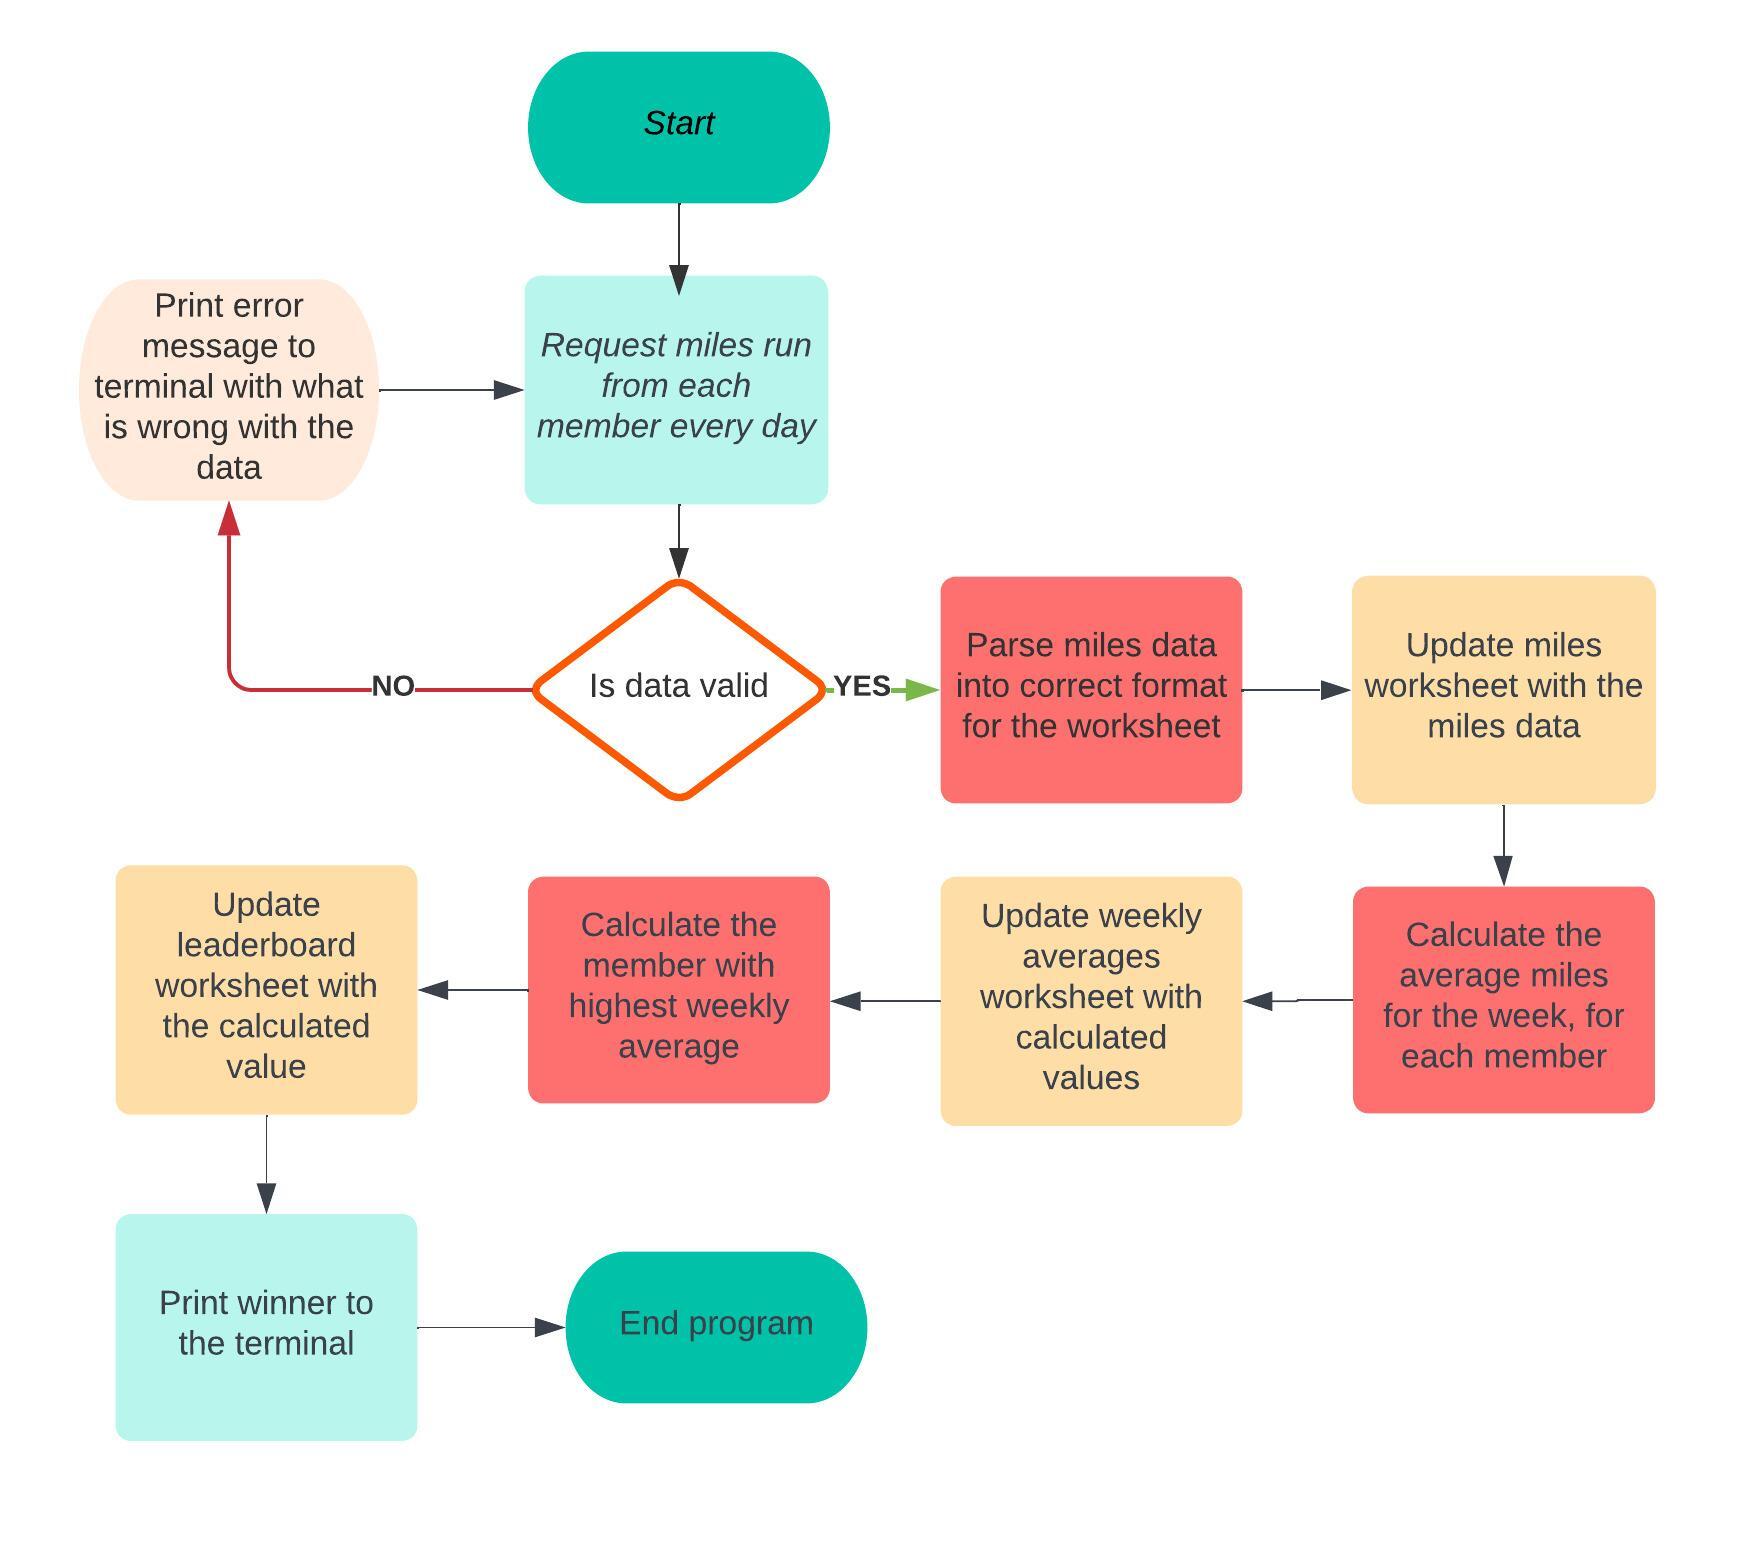 Start
Print error
message to
terminal with what
is wrong with the
data
Request miles run
from each
member every day
NO
Is data valid
YES
Parse miles data
into correct format
for the worksheet
Update miles
worksheet with the
miles data
Update
leaderboard
worksheet with
the calculated
value
Calculate the
member with
highest weekly
average
Update weekly
averages
worksheet with
calculated
values
Calculate the
average miles
for the week, for
each member
Print winner to
the terminal
End program